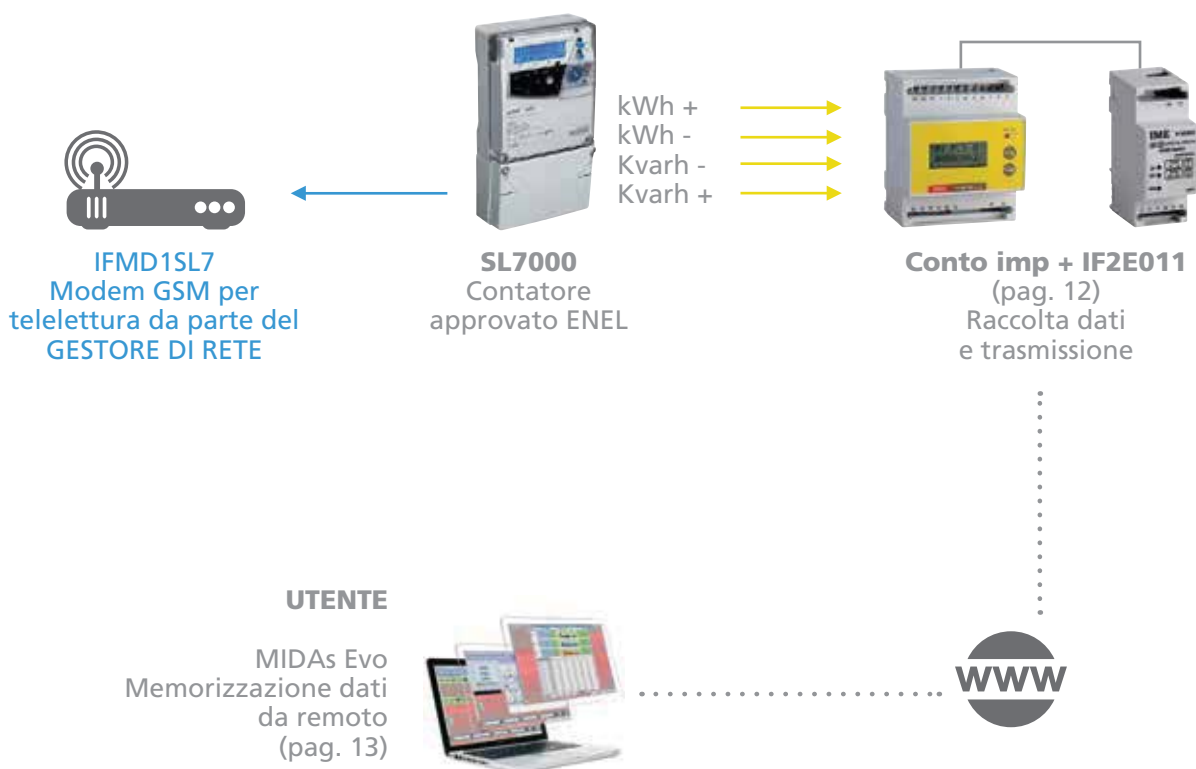 kWh +
kWh -
Kvarh -
Kvarh +
IME
IFMD1SL7
Modem GSM per
telelettura da parte del
GESTORE DI RETE
SL7000
Contatore
approvato ENEL
Conto imp + IF2E011
(pag. 12)
Raccolta dati
e trasmissione
UTENTE
MIDAs Evo
Memorizzazione dati
da remoto
(pag. 13)
www